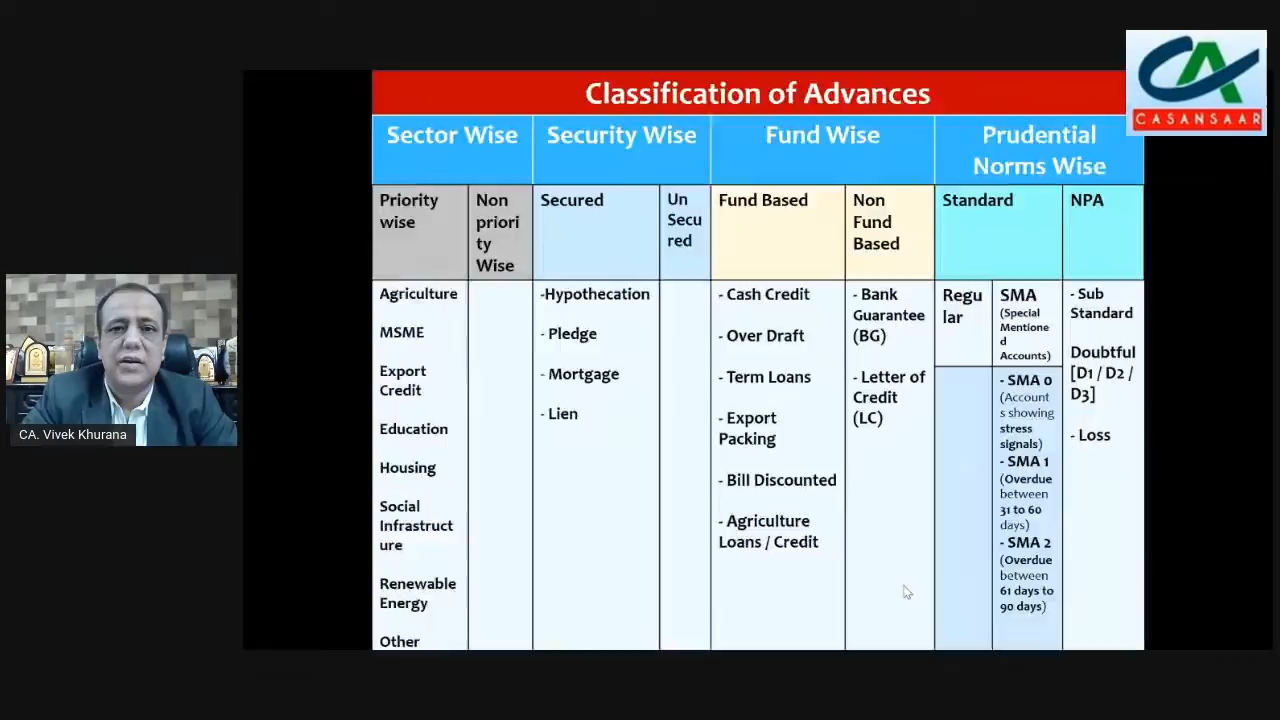 Classification of Advances
Sector Wise
Security Wise
Fund Wise
Prudential
Norms Wise
Priority
wise
Non
priori
ty
Wise
Secured
Un
Secu
red
Fund Based
Non
Fund
Based
Standard
NPA
Agriculture
MSME
Export
Credit
Education
Housing
Social
Infrastruct
ure
Renewable
Energy
Other
-Hypothecation
- Pledge
- Mortgage
- Lien
- Cash Credit
- Over Draft
- Term Loans
- Export
Packing
- Bill Discounted
- Agriculture
Loans / Credit
- Bank
Guarantee
(BG)
- Letter of
Credit
(LC)
Regu
lar
SMA
(Special
Mentione
d
Accounts)
- SMA 0
(Account
s showing
stress
signals)
- SMA 1
(Overdue
between
31 to 60
days)
- SMA 2
(Overdue
between
61 days to
90 days)
- Sub
Standard
Doubtful
[D1 / D2 /
D3]
- Loss
CA
CASANSAAR
CA. Vivek Khurana